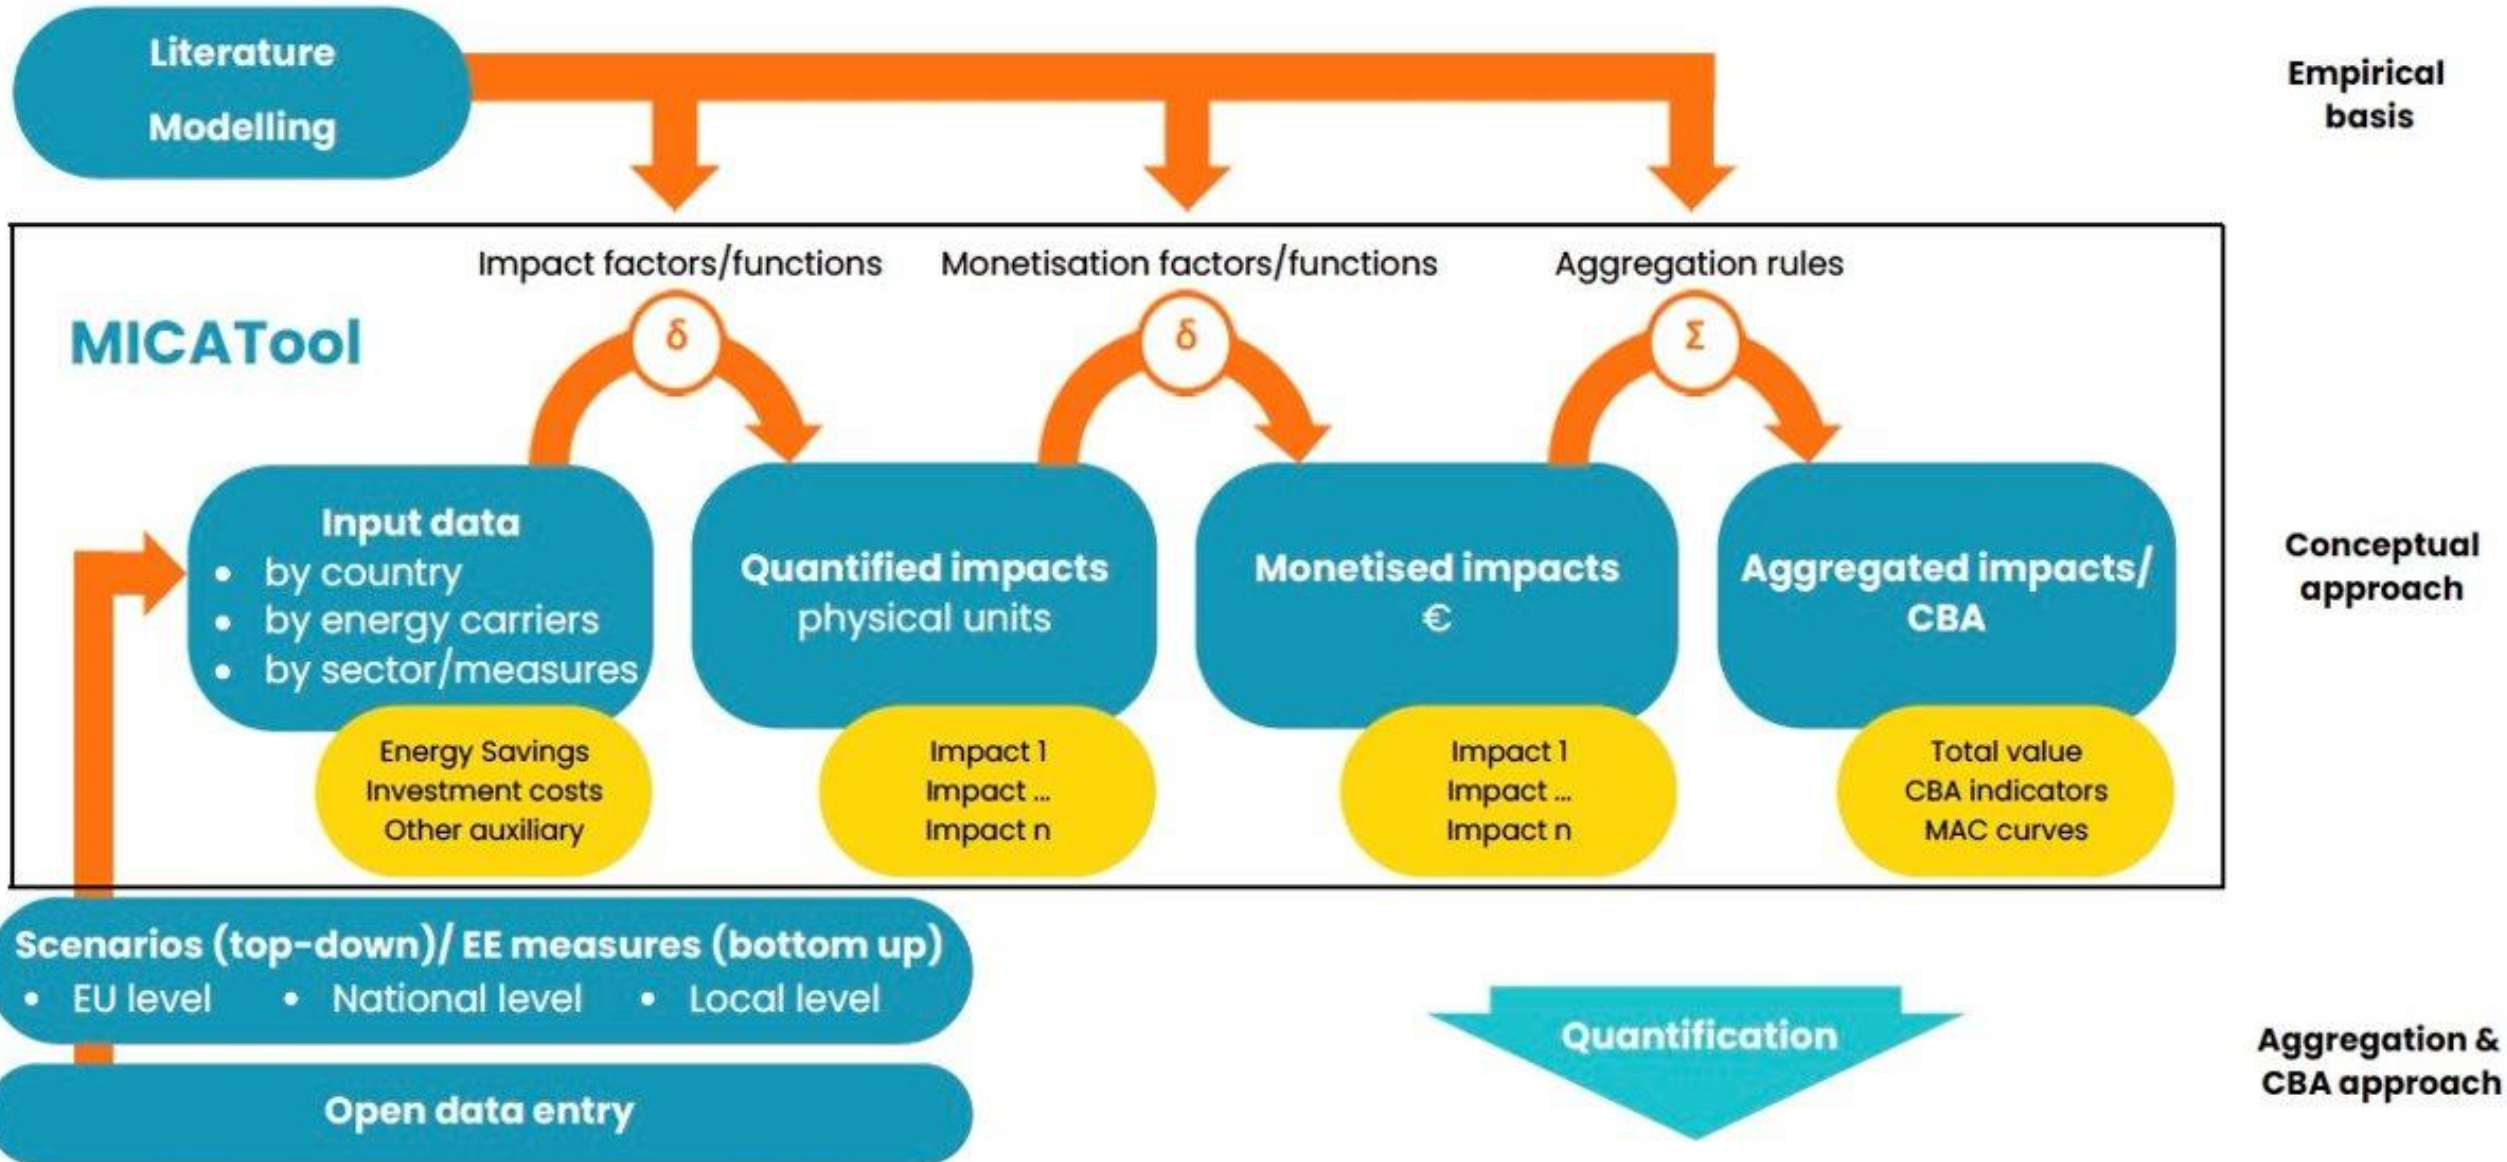 Literature
Modelling
Empirical
basis
Impact factors/functions
Monetisation factors/functions
Aggregation rules
MICATool
δ
δ
Σ
Input data
• by country
• by energy carriers
• by sector/measures
Quantified impacts
physical units
Monetised impacts
€
Aggregated impacts/
CBA
Conceptual
approach
Energy Savings
Investment costs
Other auxiliary
Impact 1
Impact ...
Impact n
Impact 1
Impact ...
Impact n
Total value
CBA indicators
MAC curves
Scenarios (top-down)/ EE measures (bottom up)
• EU level • National level • Local level
Open data entry
Quantification
Aggregation &
CBA approach